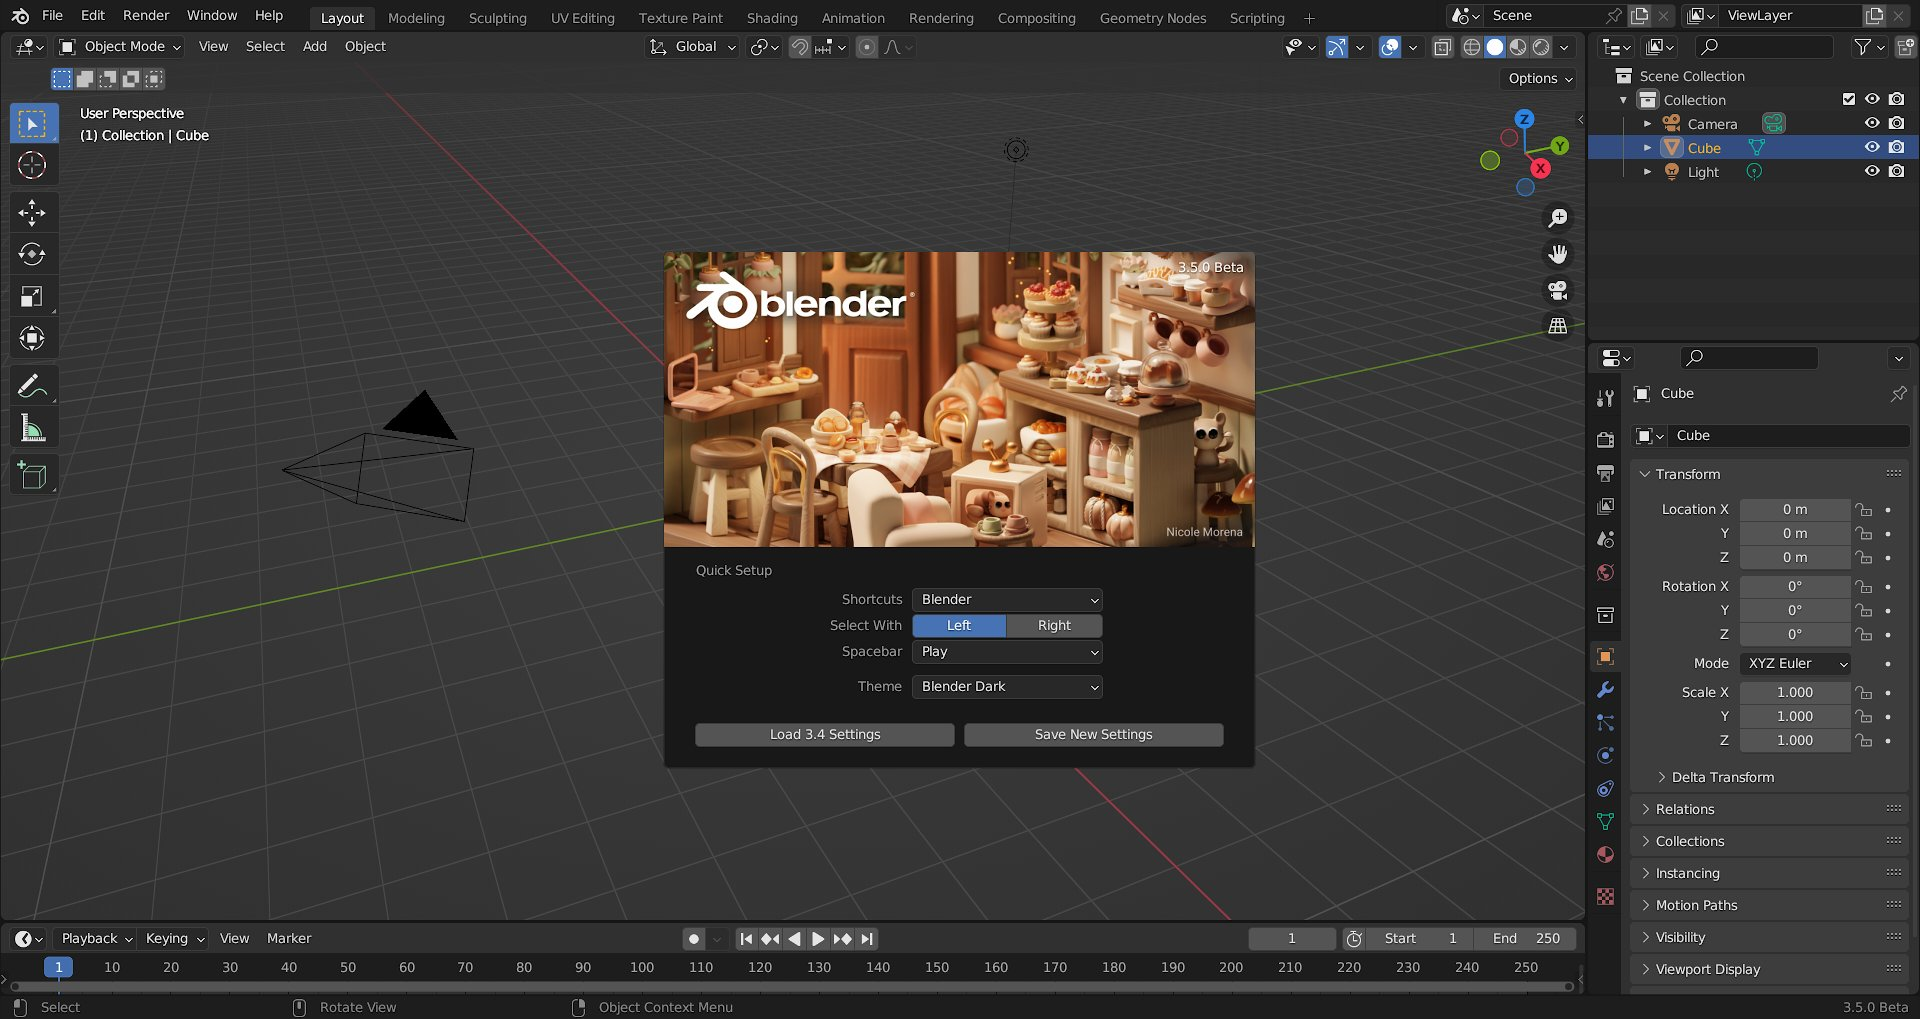 File Edit Render Window Help Layout Modeling Sculpting UV Editing Texture Paint Shading Animation Rendering Compositing Geometry Nodes Scripting + Scene ViewLayer
Object Mode View Select Add Object Global
Options
User Perspective
(1) Collection | Cube
Z
Y
X
Scene Collection
Collection
Camera
Cube
Light
blender
3.5.0 Beta
Nicole Morena
Quick Setup
Shortcuts Blender
Select With Left Right
Spacebar Play
Theme Blender Dark
Load 3.4 Settings Save New Settings
Cube
Cube
Transform
Location X 0 m
Y 0 m
Z 0 m
Rotation X 0°
Y 0°
Z 0°
Mode XYZ Euler
Scale X 1.000
Y 1.000
Z 1.000
Delta Transform
Relations
Collections
Instancing
Motion Paths
Visibility
Viewport Display
Playback Keying View Marker 1 Start 1 End 250
1 10 20 30 40 50 60 70 80 90 100 110 120 130 140 150 160 170 180 190 200 210 220 230 240 250
Select Rotate View Object Context Menu 3.5.0 Beta